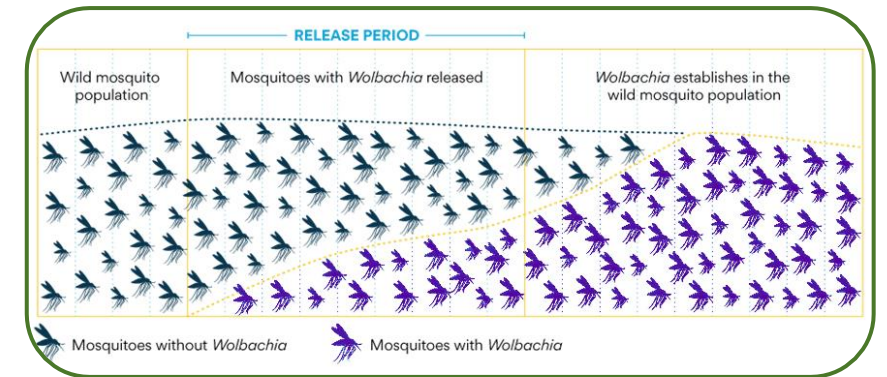 RELEASE PERIOD
Wild mosquito
population
Mosquitoes with Wolbachia released
Wolbachia establishes in the
wild mosquito population
Mosquitoes without Wolbachia
Mosquitoes with Wolbachia